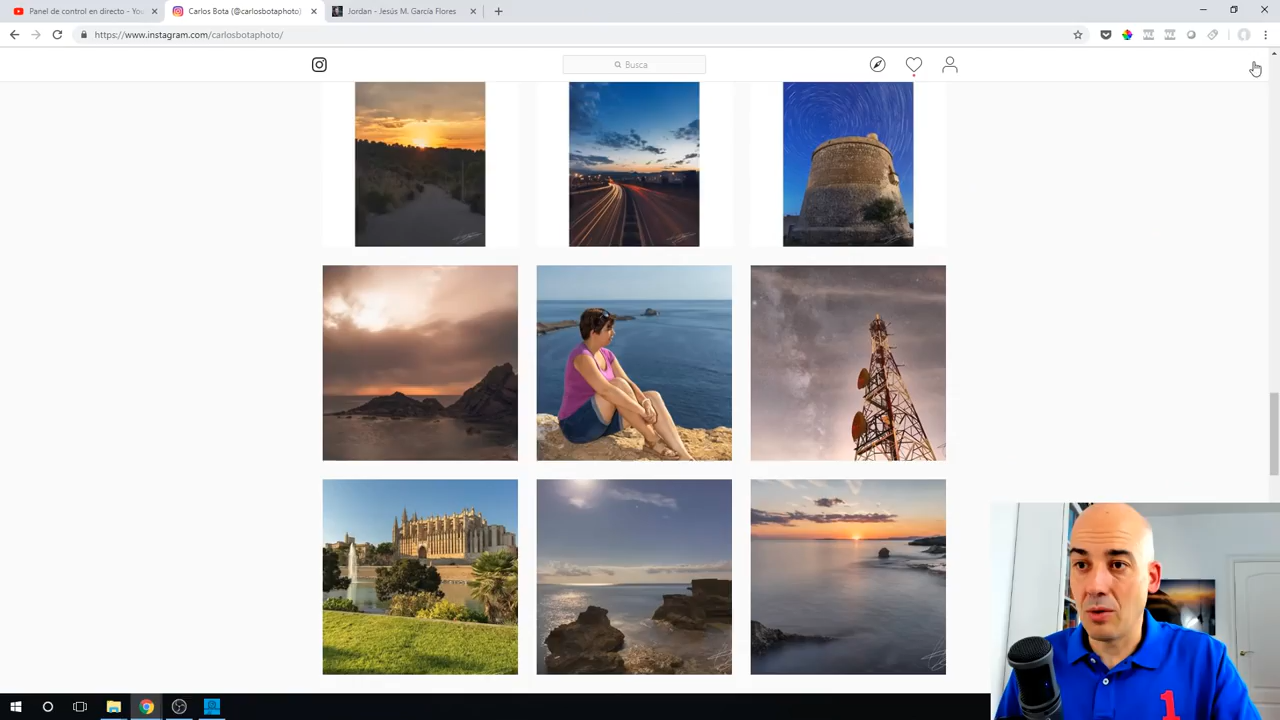 Panel de control en directo - You
Carlos Bota (@carlosbotaphoto)
Jordan - Jesús M. García Flores
https://www.instagram.com/carlosbotaphoto/
Busca
1